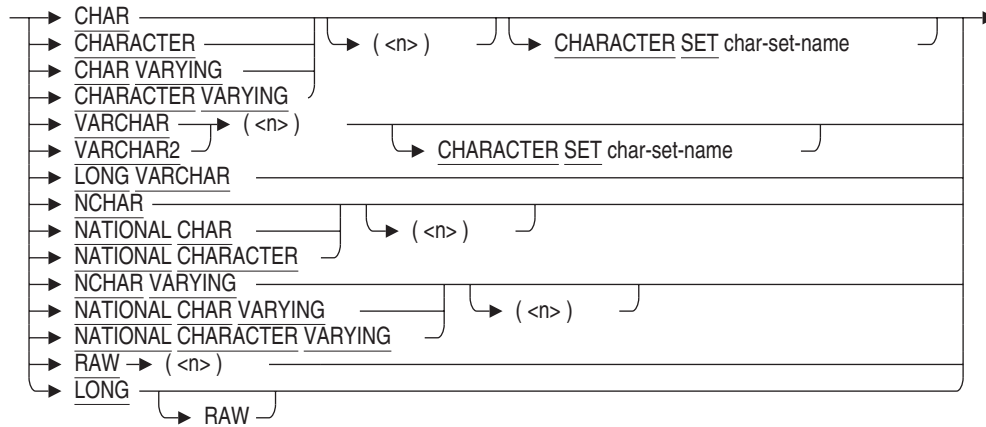 CHAR
CHARACTER ( <n> ) CHARACTER SET char-set-name
CHAR VARYING
CHARACTER VARYING
VARCHAR ( <n> )
VARCHAR2 CHARACTER SET char-set-name
LONG VARCHAR
NCHAR
NATIONAL CHAR ( <n> )
NATIONAL CHARACTER
NCHAR VARYING
NATIONAL CHAR VARYING ( <n> )
NATIONAL CHARACTER VARYING
RAW ( <n> )
LONG
RAW